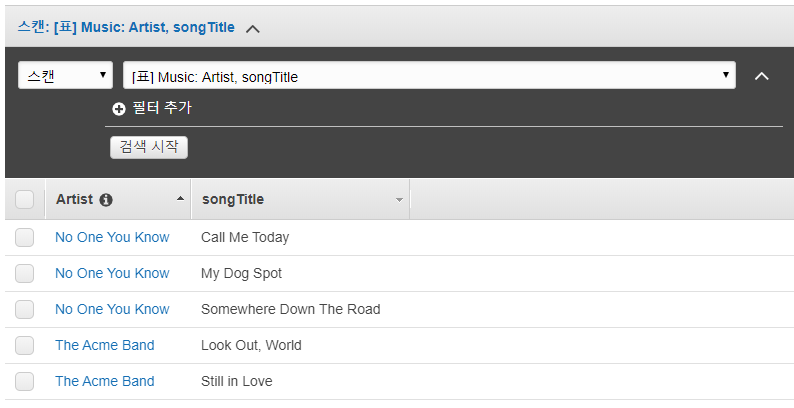 스캔: [표] Music: Artist, songTitle
스캔 [표] Music: Artist, songTitle
필터 추가
검색 시작
Artist songTitle
No One You Know Call Me Today
No One You Know My Dog Spot
No One You Know Somewhere Down The Road
The Acme Band Look Out, World
The Acme Band Still in Love